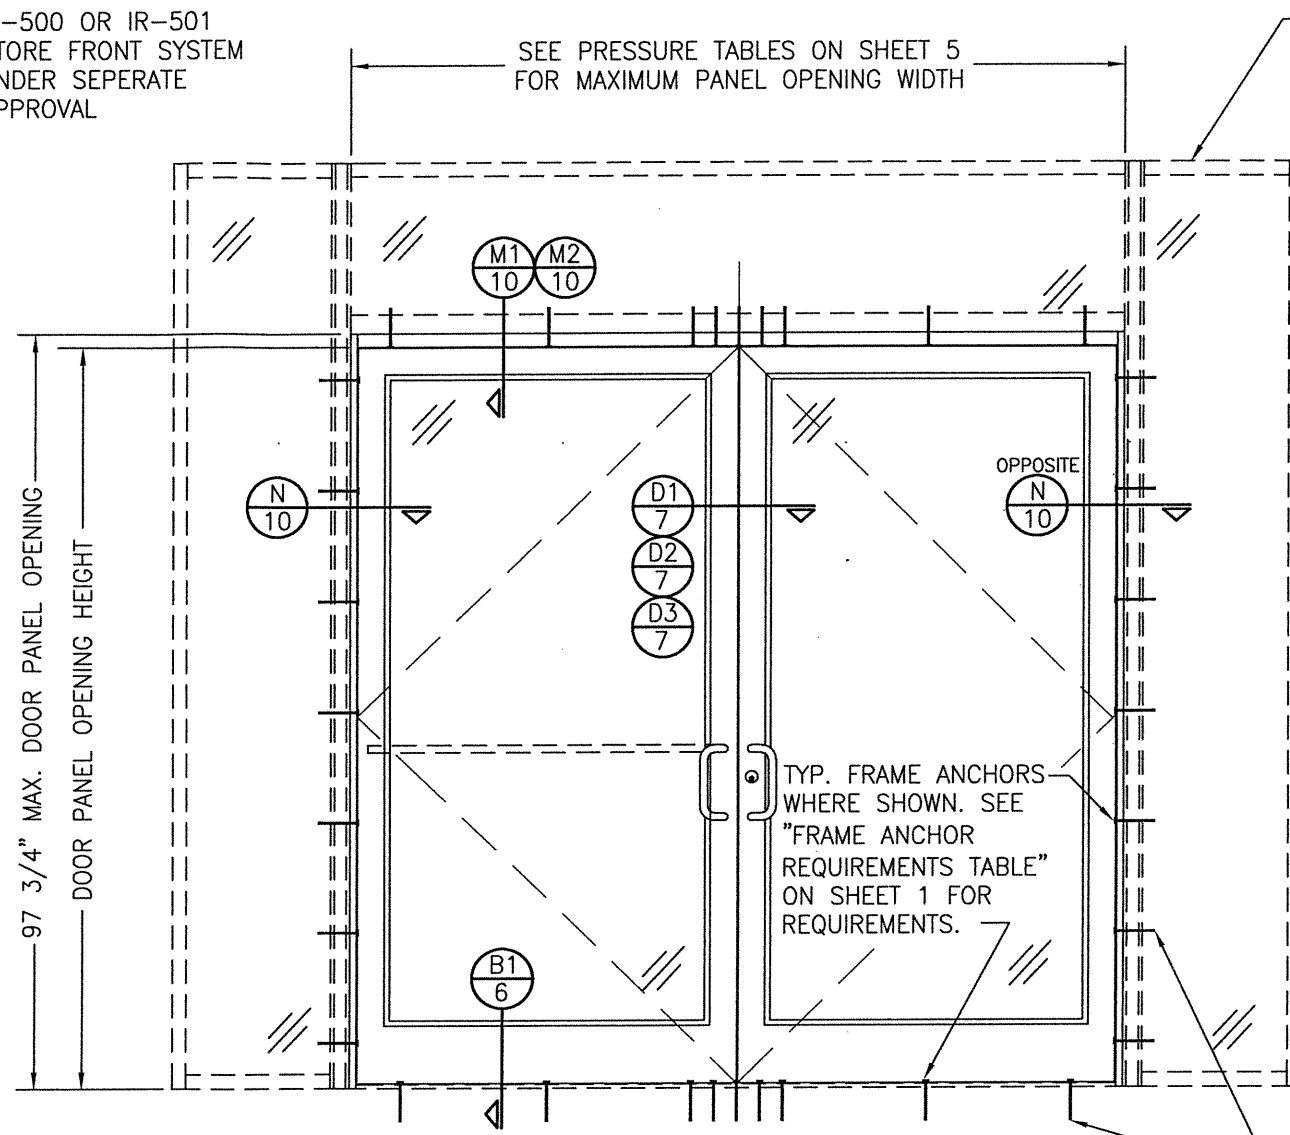 -500 OR IR-501
TORE FRONT SYSTEM
NDER SEPERATE
PPROVAL
SEE PRESSURE TABLES ON SHEET 5
FOR MAXIMUM PANEL OPENING WIDTH
M1
10
M2
10
97 3/4" MAX. DOOR PANEL OPENING
DOOR PANEL OPENING HEIGHT
N
10
D1
7
D2
7
D3
7
OPPOSITE
N
10
TYP. FRAME ANCHORS
WHERE SHOWN. SEE
"FRAME ANCHOR
REQUIREMENTS TABLE"
ON SHEET 1 FOR
REQUIREMENTS.
B1
6